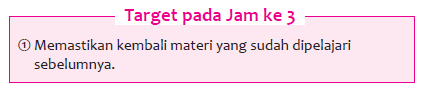 Target pada Jam ke 3
① Memastikan kembali materi yang sudah dipelajari
sebelumnya.